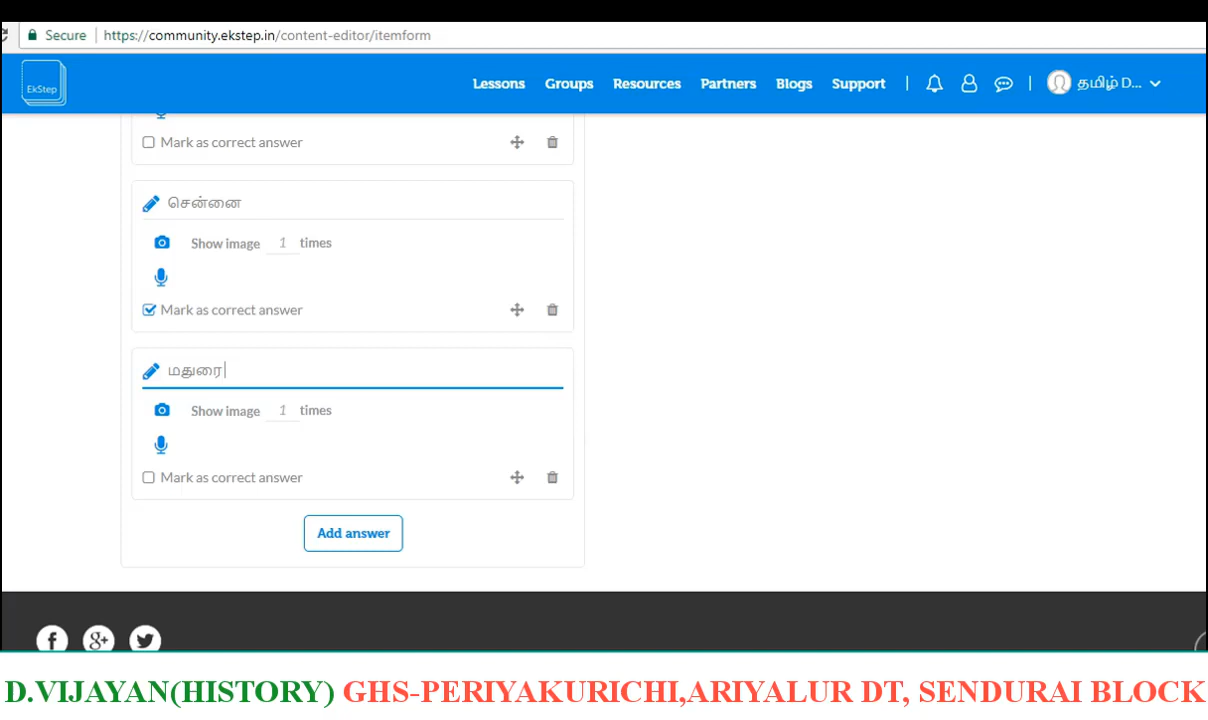 Secure | https://community.ekstep.in/content-editor/itemform
EkStep Lessons Groups Resources Partners Blogs Support | | தமிழ் D...
Mark as correct answer
சென்னை
Show image 1 times
Mark as correct answer
மதுரை
Show image 1 times
Mark as correct answer
Add answer
D.VIJAYAN(HISTORY) GHS-PERIYAKURICHI,ARIYALUR DT, SENDURAI BLOCK